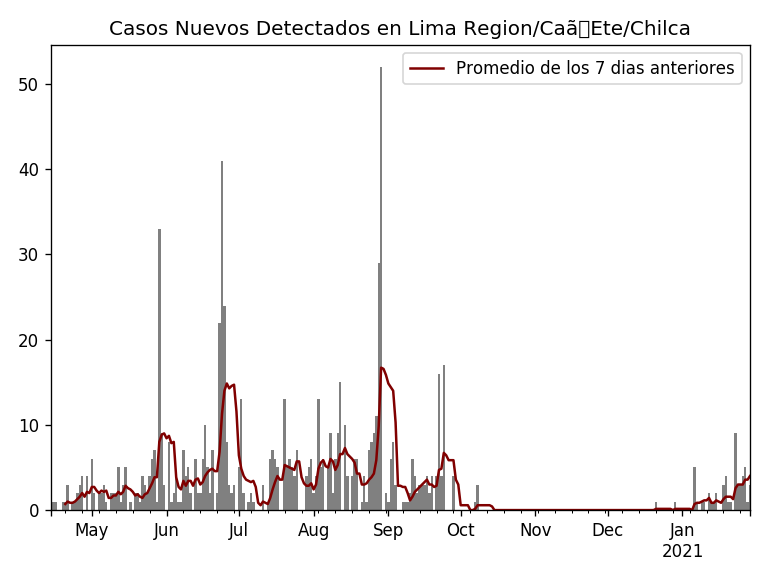 Casos Nuevos Detectados en Lima Region/Caã▯Ete/Chilca
Promedio de los 7 dias anteriores
50
40
30
20
10
0
May Jun Jul Aug Sep Oct Nov Dec Jan
2021